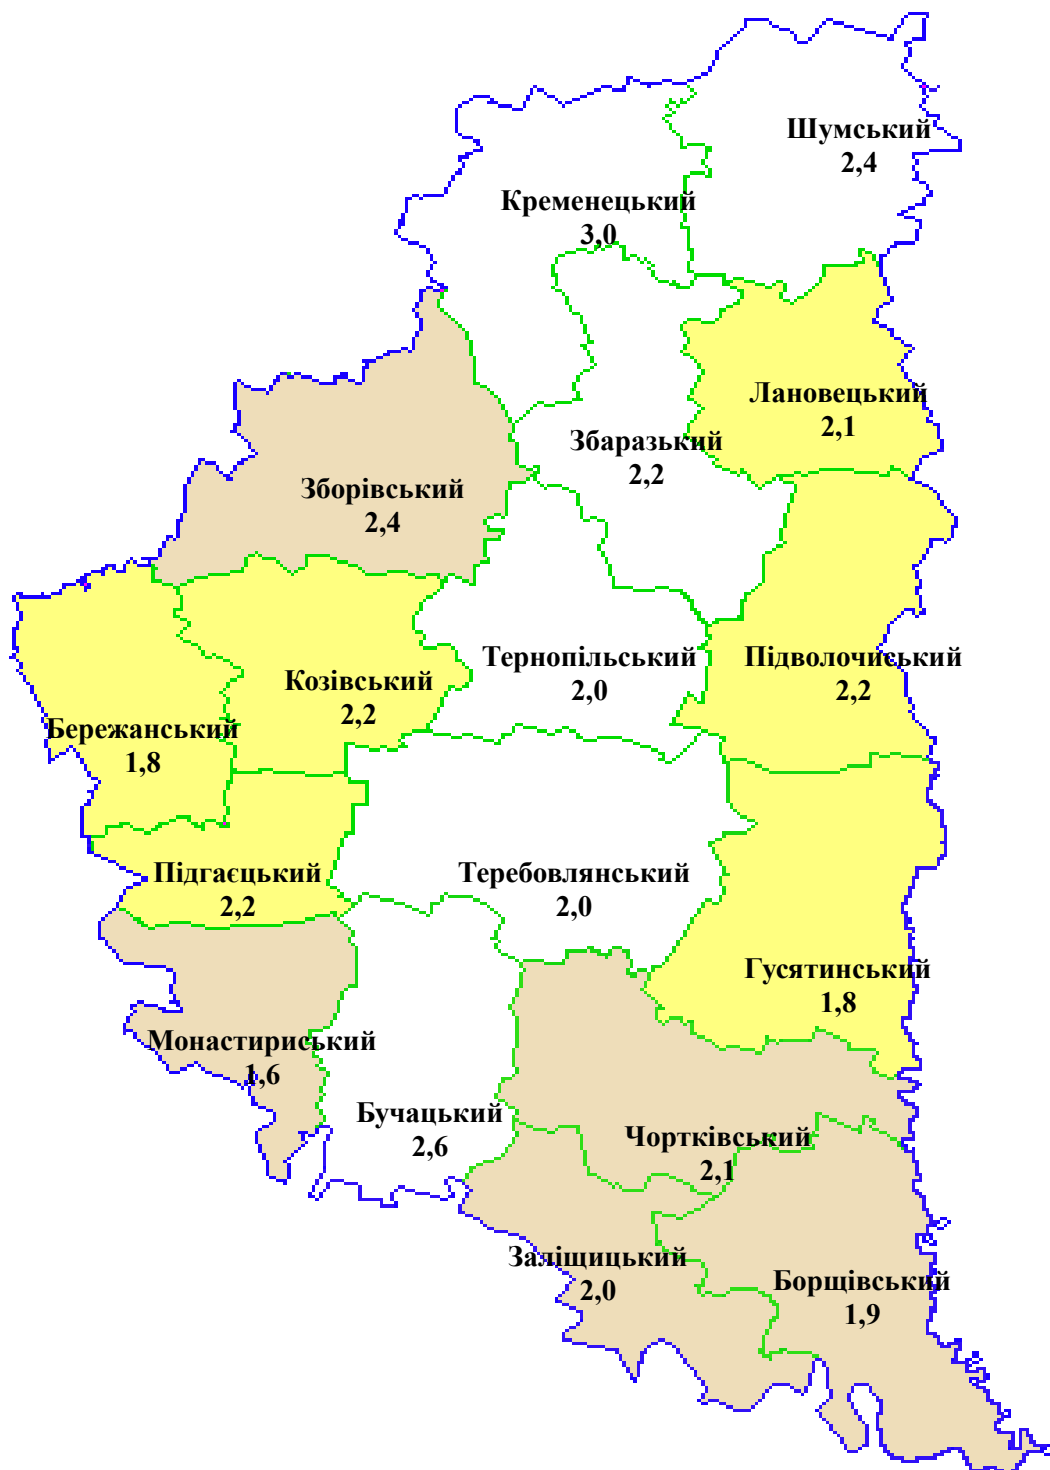 Шумський
2,4
Кременецький
3,0
Лановецький
2,1
Збаразький
2,2
Зборівський
2,4
Тернопільський
2,0
Підволочиський
2,2
Козівський
2,2
Бережанський
1,8
Підгаєцький
2,2
Теребовлянський
2,0
Гусятинський
1,8
Монастириський
1,6
Бучацький
2,6
Чортківський
2,1
Заліщицький
2,0
Борщівський
1,9